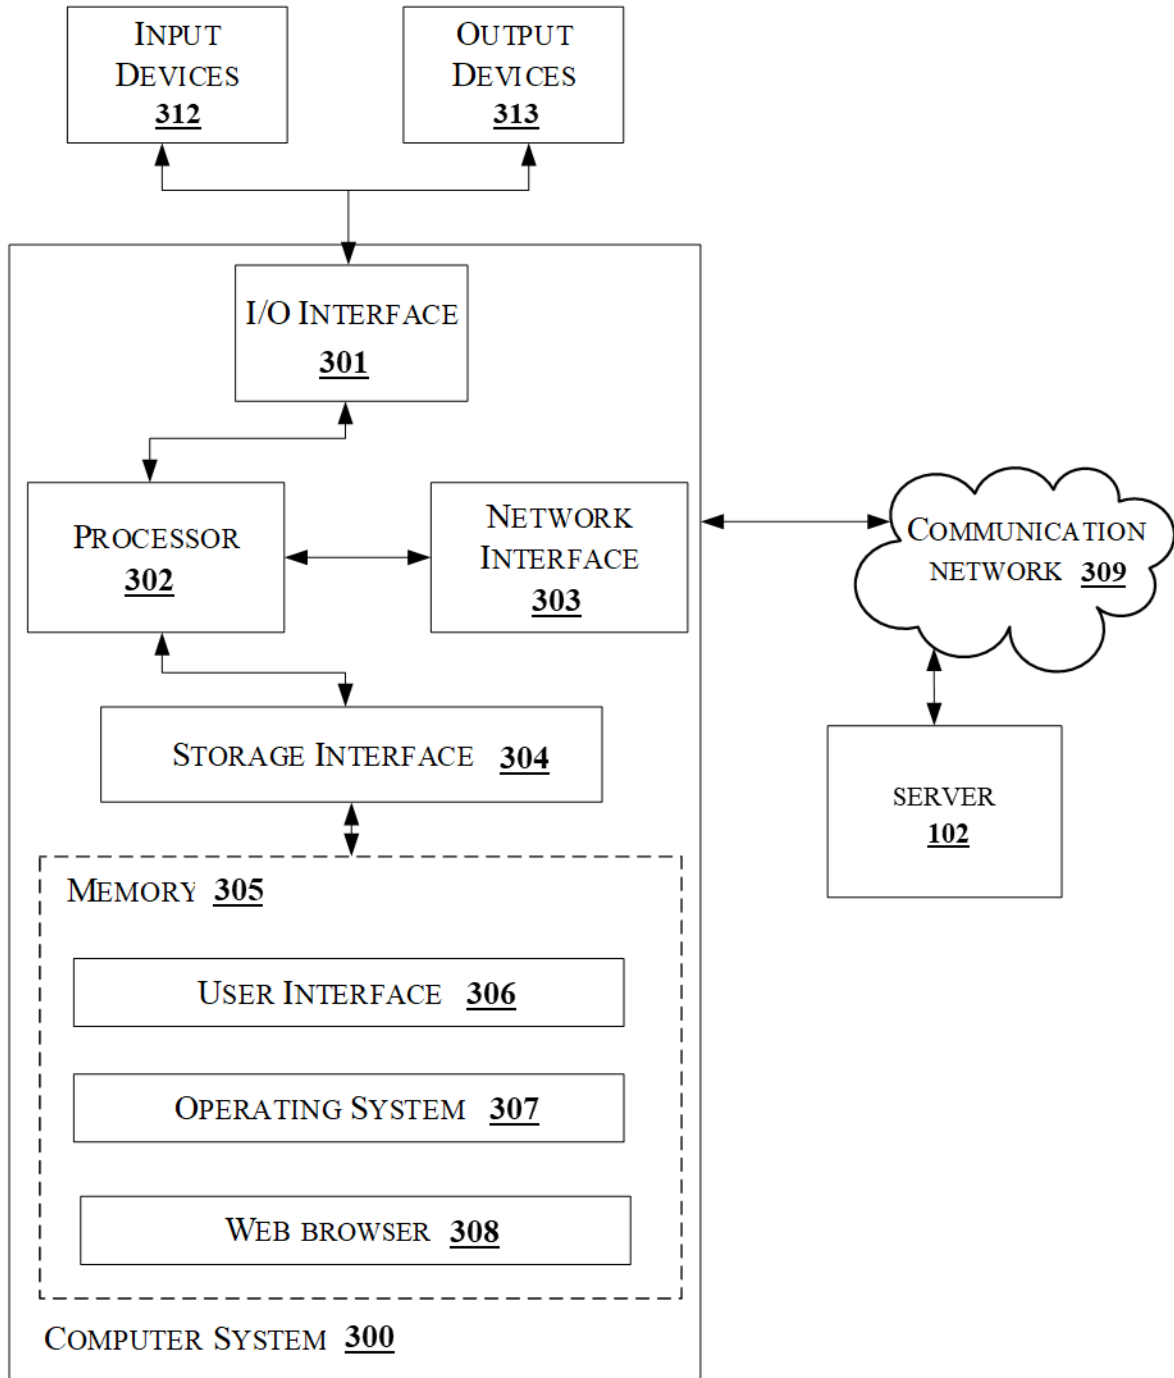 INPUT
DEVICES
312
OUTPUT
DEVICES
313
I/O INTERFACE
301
PROCESSOR
302
NETWORK
INTERFACE
303
COMMUNICATION
NETWORK 309
STORAGE INTERFACE 304
SERVER
102
MEMORY 305
USER INTERFACE 306
OPERATING SYSTEM 307
WEB BROWSER 308
COMPUTER SYSTEM 300